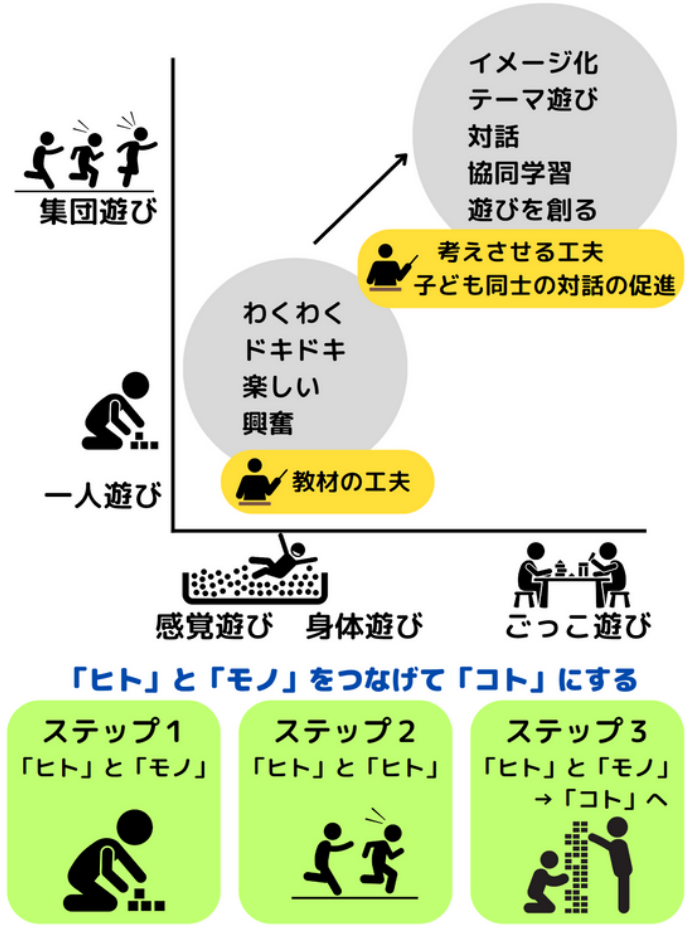 イメージ化
テーマ遊び
対話
協同学習
遊びを創る
考えさせる工夫
子ども同士の対話の促進
集団遊び
わくわく
ドキドキ
楽しい
興奮
教材の工夫
一人遊び
感覚遊び 身体遊び ごっこ遊び
「ヒト」と「モノ」をつなげて「コト」にする
ステップ1
「ヒト」と「モノ」
ステップ2
「ヒト」と「ヒト」
ステップ3
「ヒト」と「モノ」
→「コト」へ